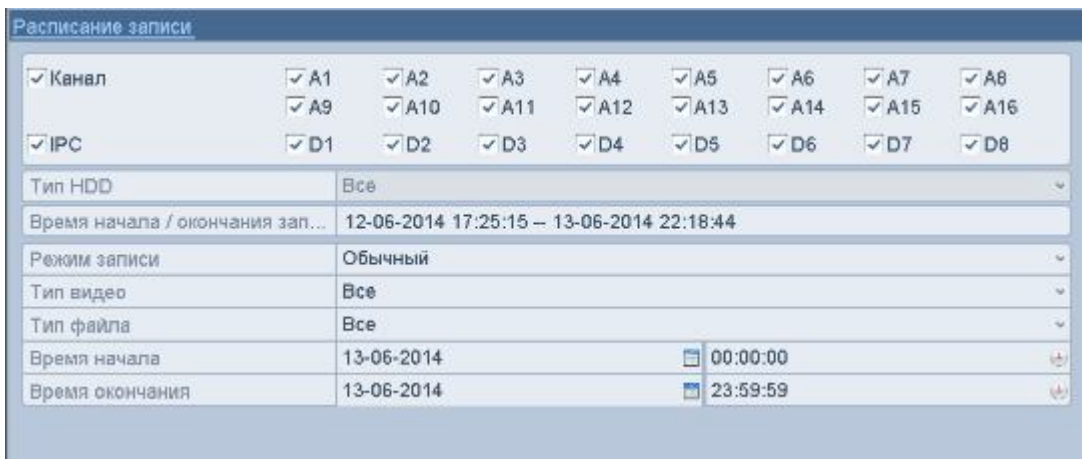 Расписание записи
Канал A1 A2 A3 A4 A5 A6 A7 A8
A9 A10 A11 A12 A13 A14 A15 A16
IPC D1 D2 D3 D4 D5 D6 D7 D8
Тип HDD Все
Время начала / окончания зап... 12-06-2014 17:25:15 -- 13-06-2014 22:18:44
Режим записи Обычный
Тип видео Все
Тип файла Все
Время начала 13-06-2014 00:00:00
Время окончания 13-06-2014 23:59:59